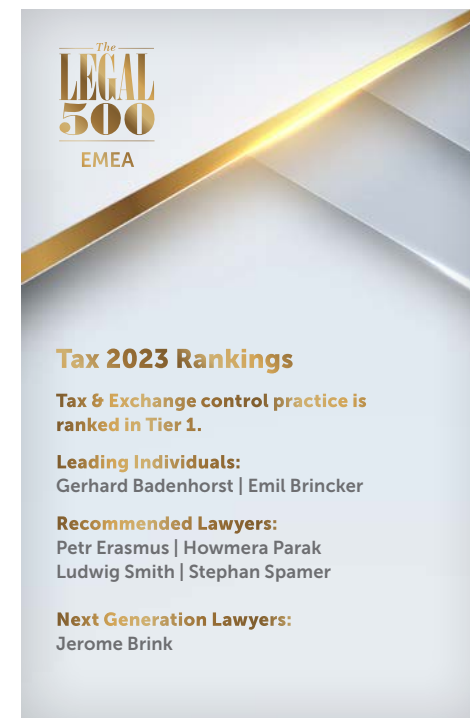 The
LEGAL
500
EMEA
Tax 2023 Rankings
Tax & Exchange control practice is
ranked in Tier 1.
Leading Individuals:
Gerhard Badenhorst | Emil Brincker
Recommended Lawyers:
Petr Erasmus | Howmera Parak
Ludwig Smith | Stephan Spamer
Next Generation Lawyers:
Jerome Brink